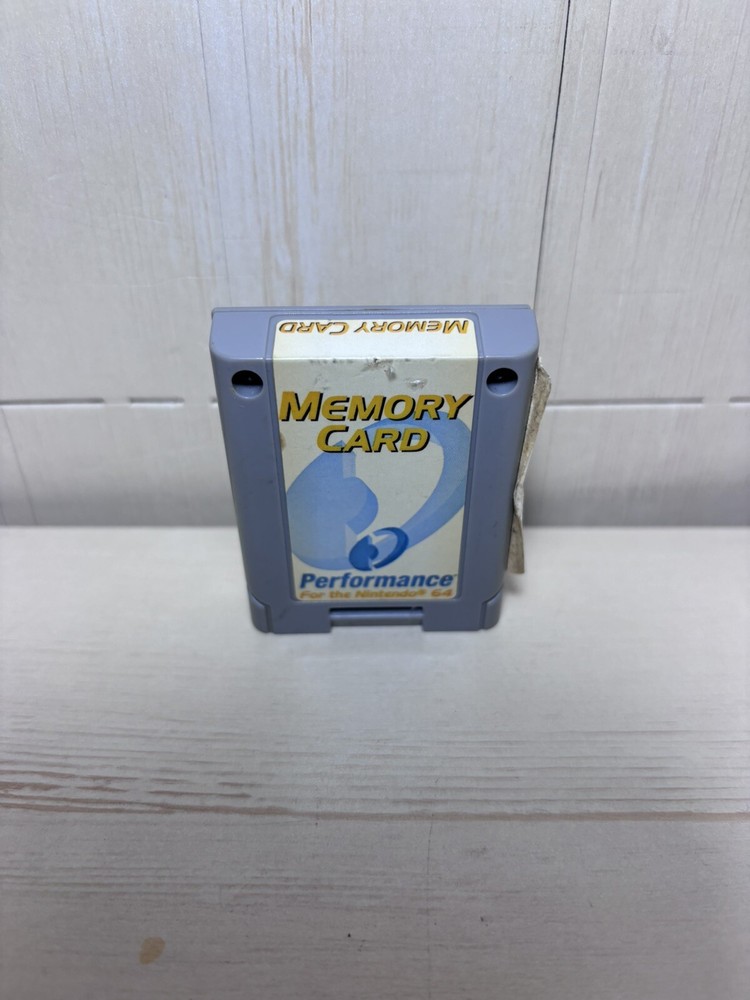 MEMORY CARD
MEMORY
CARD
Performance
For the Nintendo® 64